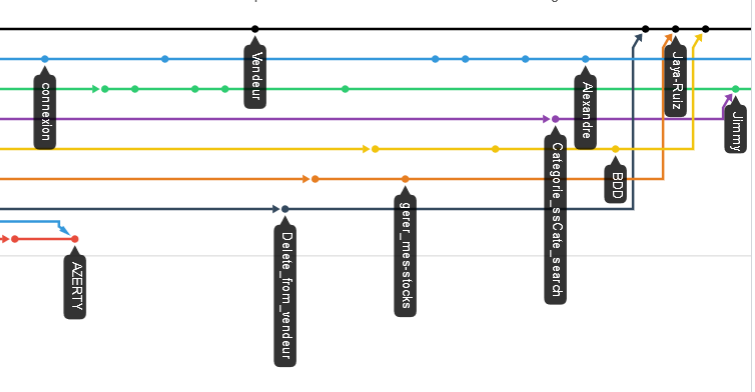 connexion
AZERTY
Vendeur
Delete_from_vendeur
gerer_mes-stocks
Categorie_ssCate_search
Alexandre
BDD
Jaya-Ruiz
Jimmy